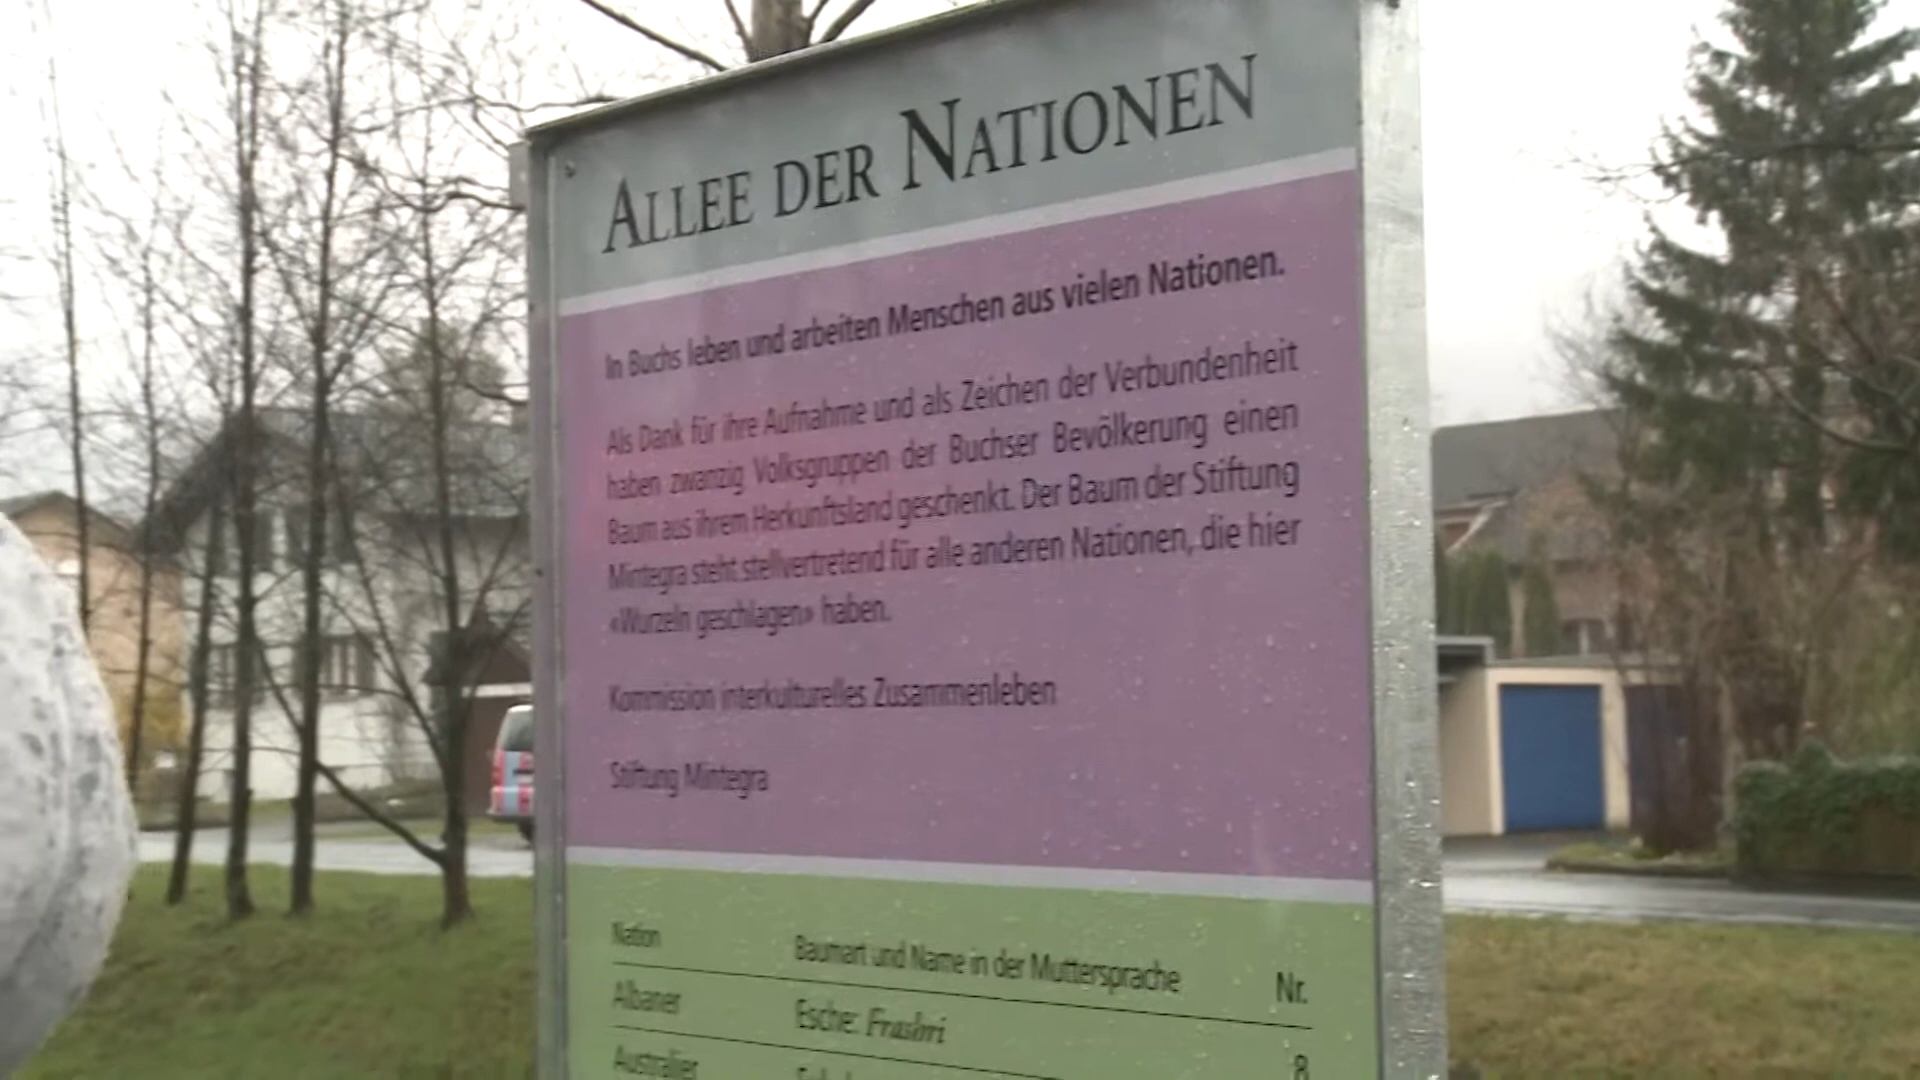 ALLEE DER NATIONEN
In Buchs leben und arbeiten Menschen aus vielen Nationen.
Als Dank für ihre Aufnahme und als Zeichen der Verbundenheit
haben zwanzig Volksgruppen der Buchser Bevölkerung einen
Baum aus ihrem Herkunftsland geschenkt. Der Baum der Stiftung
Mintegra steht stellvertretend für alle anderen Nationen, die hier
«Wurzeln geschlagen» haben.
Kommission interkulturelles Zusammenleben
Stiftung Mintegra
Nation Baumart und Name in der Muttersprache Nr.
Albaner Esche: Frashri 8
Australier